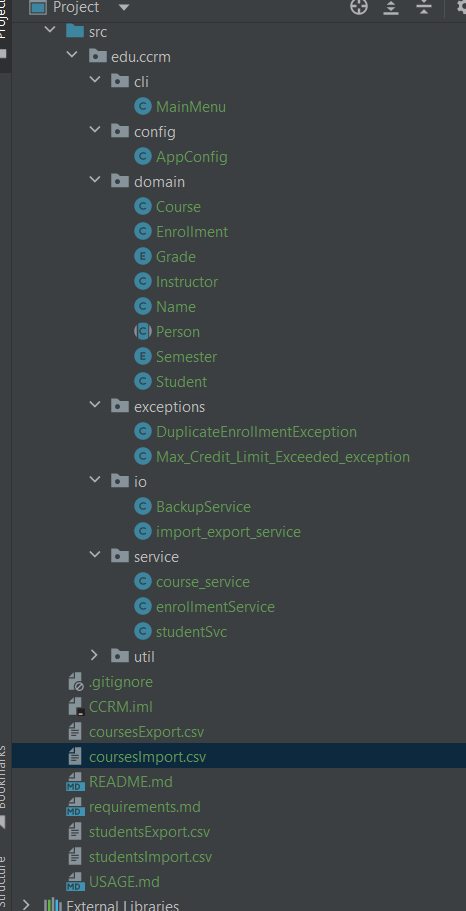 Project
src
edu.ccrm
cli
MainMenu
config
AppConfig
domain
Course
Enrollment
Grade
Instructor
Name
Person
Semester
Student
exceptions
DuplicateEnrollmentException
Max_Credit_Limit_Exceeded_exception
io
BackupService
import_export_service
service
course_service
enrollmentService
studentSvc
util
.gitignore
CCRM.iml
coursesExport.csv
coursesImport.csv
README.md
requirements.md
studentsExport.csv
studentsImport.csv
USAGE.md
External Libraries